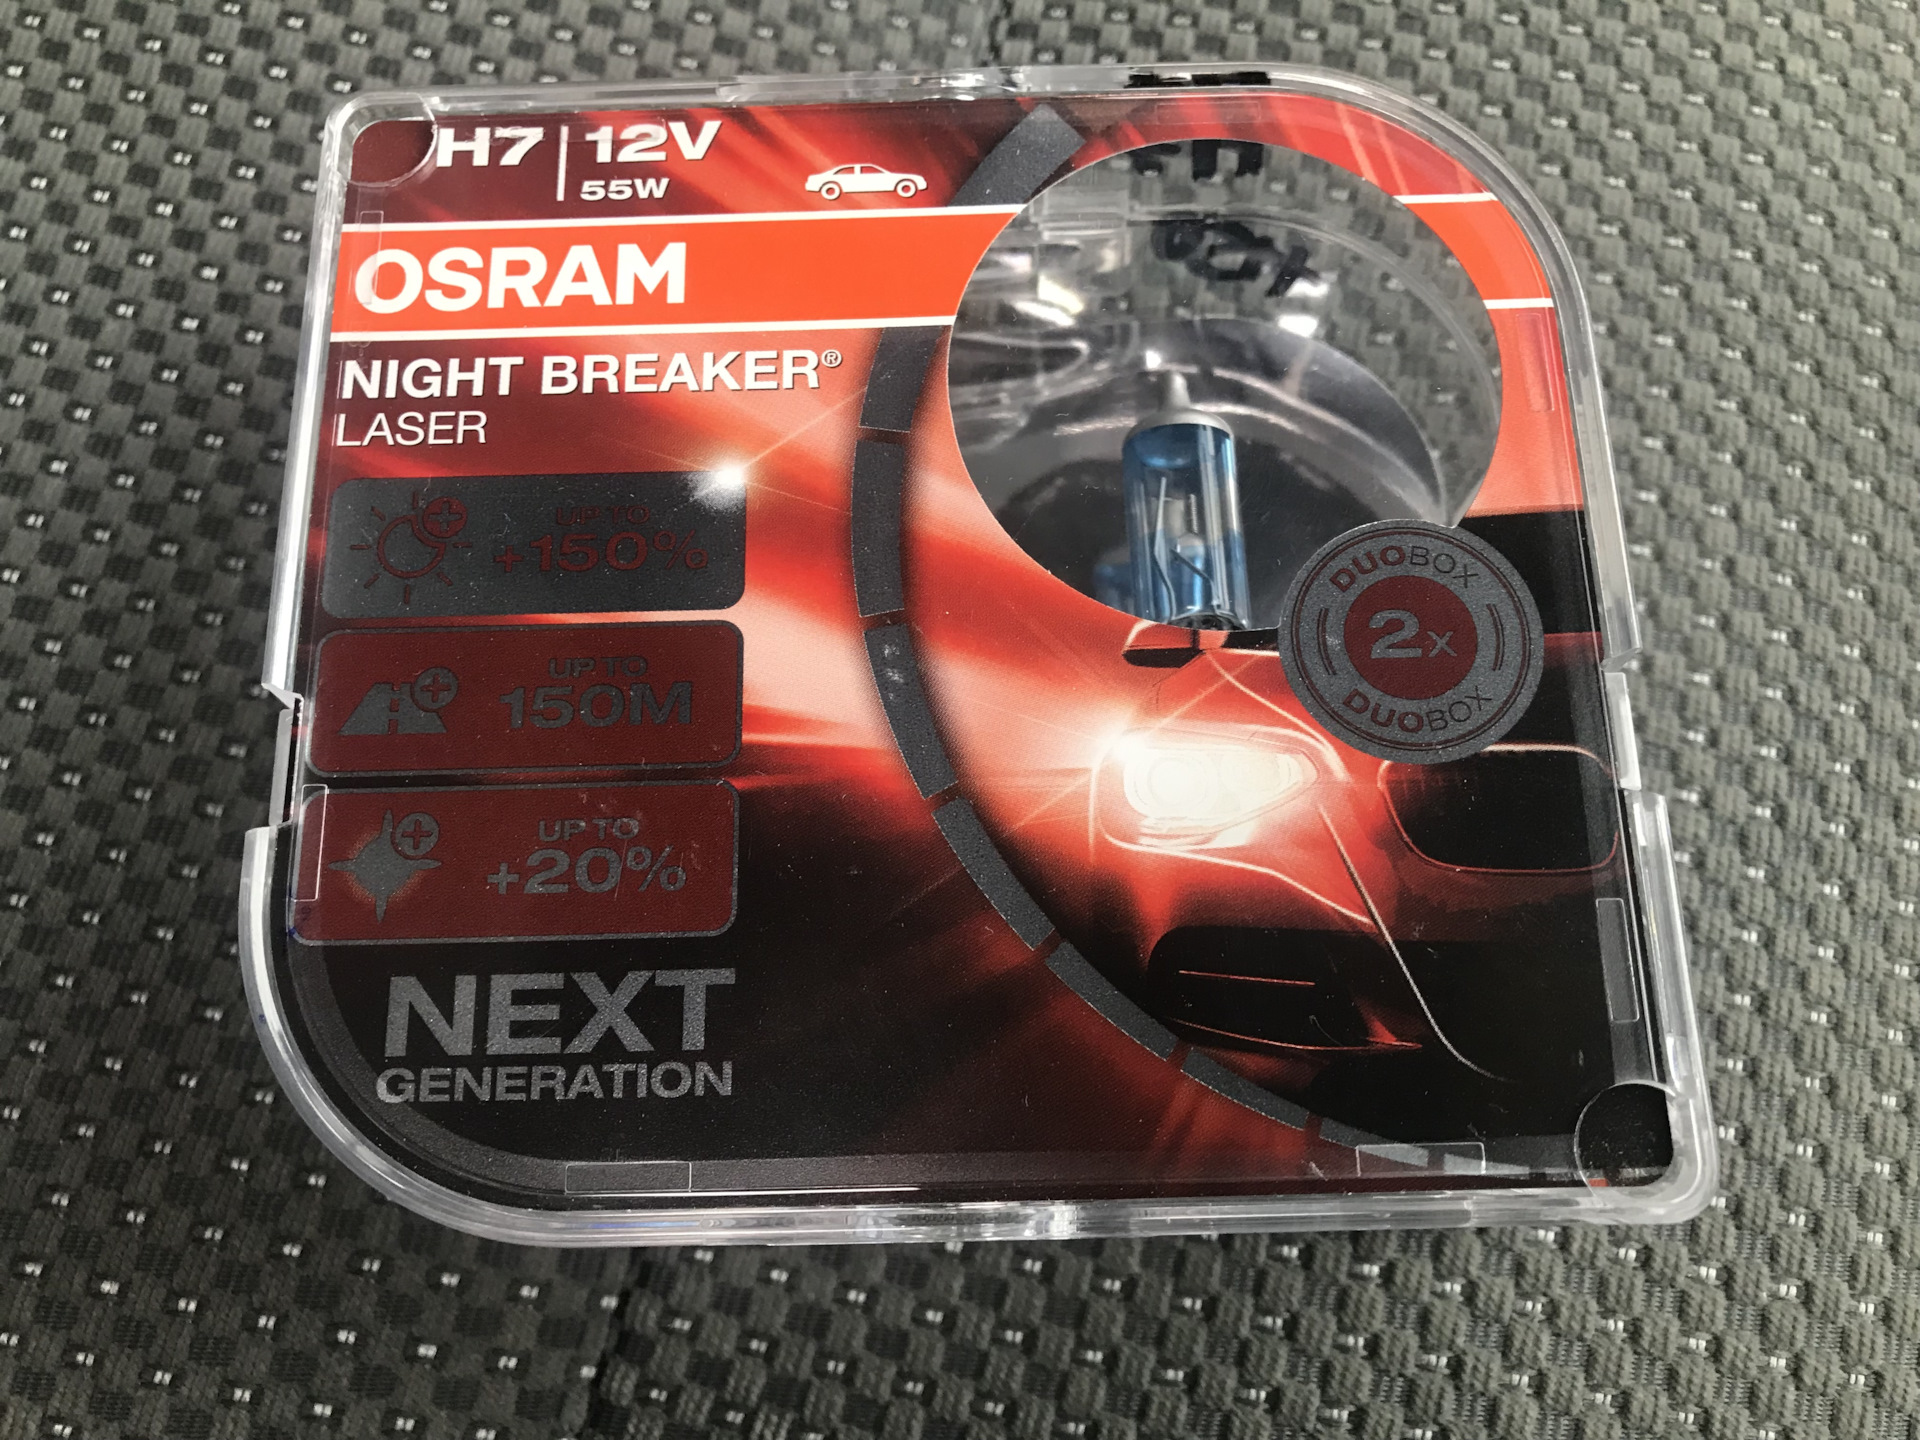 H7 | 12V
55W
OSRAM
NIGHT BREAKER®
LASER
UP TO
+150%
UP TO
150M
UP TO
+20%
NEXT
GENERATION
DUOBOX
2x
DUOBOX